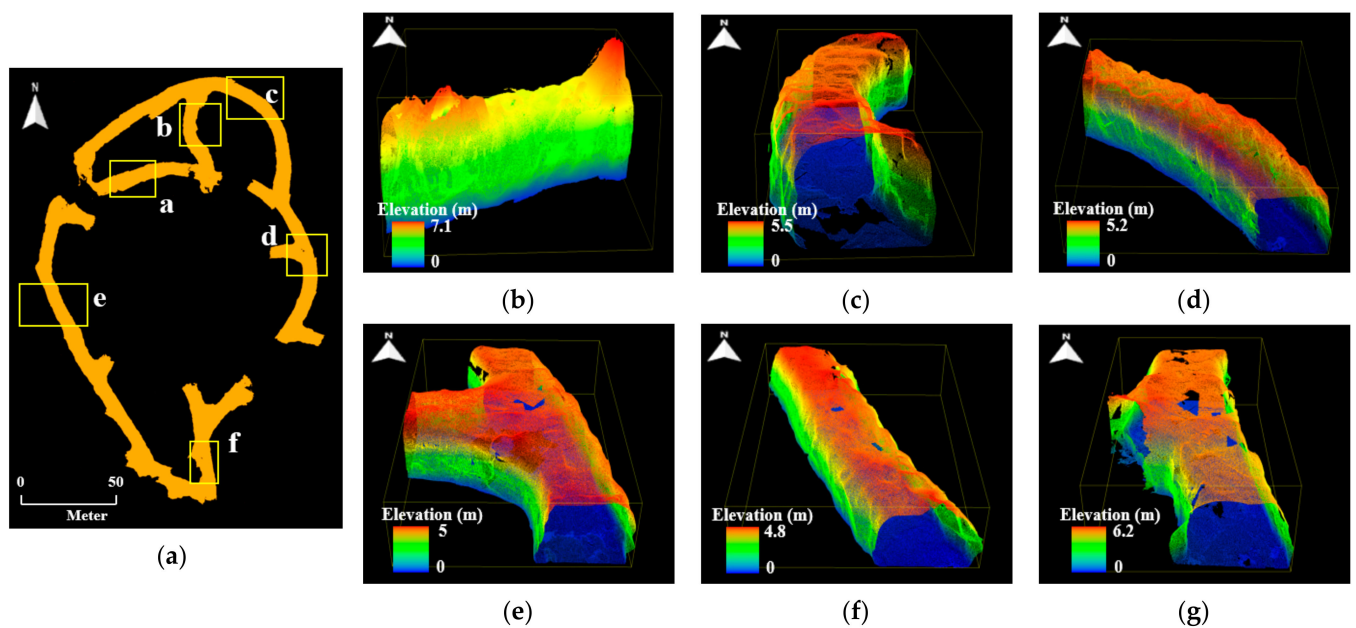 N
c
b
a
d
e
f
0 50
Meter
(a)
N
Elevation (m)
7.1
0
(b)
N
Elevation (m)
5.5
0
(c)
N
Elevation (m)
5.2
0
(d)
N
Elevation (m)
5
0
(e)
N
Elevation (m)
4.8
0
(f)
N
Elevation (m)
6.2
0
(g)